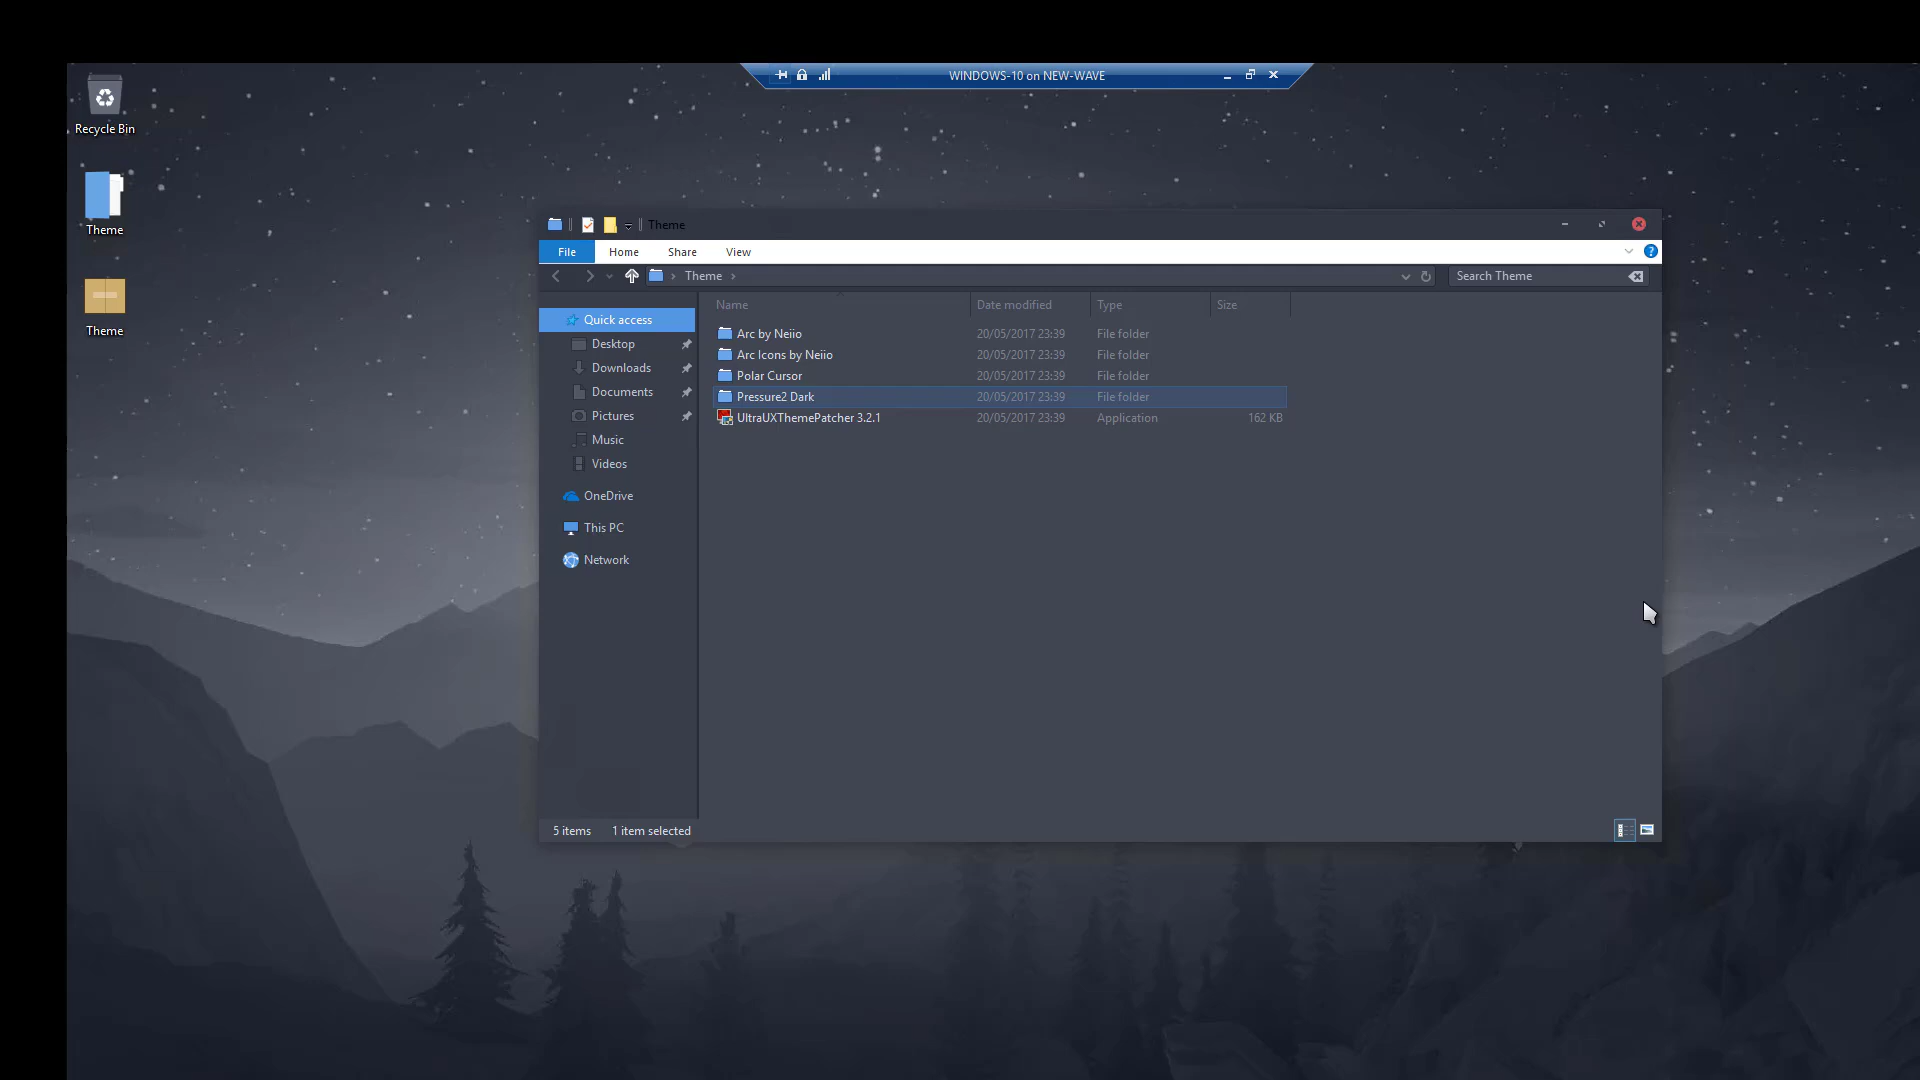 WINDOWS-10 on NEW-WAVE
Recycle Bin
Theme
Theme
Theme
File Home Share View
Theme
Search Theme
Name Date modified Type Size
Quick access
Desktop
Downloads
Documents
Pictures
Music
Videos
OneDrive
This PC
Network
Arc by Neiio 20/05/2017 23:39 File folder
Arc Icons by Neiio 20/05/2017 23:39 File folder
Polar Cursor 20/05/2017 23:39 File folder
Pressure2 Dark 20/05/2017 23:39 File folder
UltraUXThemePatcher 3.2.1 20/05/2017 23:39 Application 162 KB
5 items 1 item selected